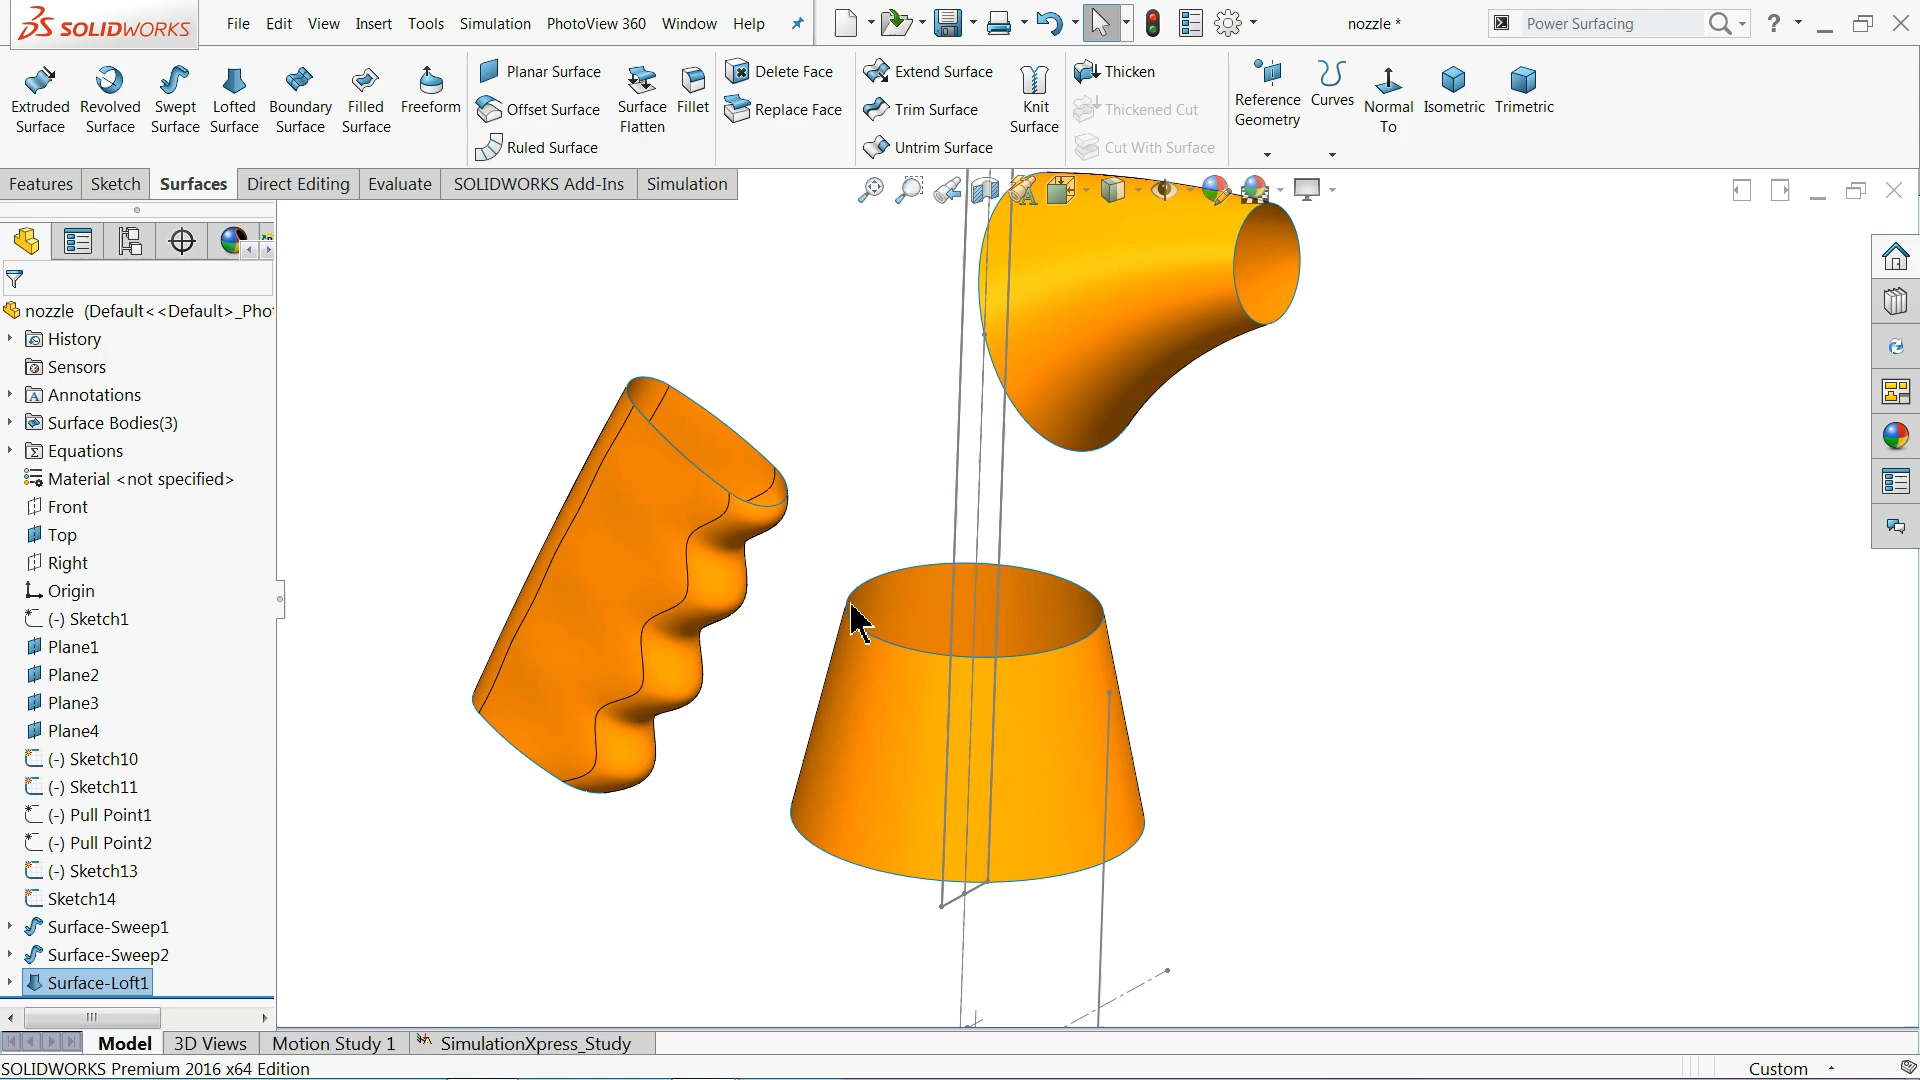 SOLIDWORKS File Edit View Insert Tools Simulation PhotoView 360 Window Help nozzle * Power Surfacing ?
Extruded Surface Revolved Surface Swept Surface Lofted Surface Boundary Surface Filled Surface Freeform
Planar Surface
Offset Surface
Ruled Surface
Surface Flatten Fillet
Delete Face
Replace Face
Extend Surface
Trim Surface
Untrim Surface
Knit Surface
Thicken
Thickened Cut
Cut With Surface
Reference Geometry Curves Normal To Isometric Trimetric
Features Sketch Surfaces Direct Editing Evaluate SOLIDWORKS Add-Ins Simulation
nozzle (Default<<Default>_Phot
History
Sensors
Annotations
Surface Bodies(3)
Equations
Material <not specified>
Front
Top
Right
Origin
(-) Sketch1
Plane1
Plane2
Plane3
Plane4
(-) Sketch10
(-) Sketch11
(-) Pull Point1
(-) Pull Point2
(-) Sketch13
Sketch14
Surface-Sweep1
Surface-Sweep2
Surface-Loft1
Model 3D Views Motion Study 1 SimulationXpress_Study
SOLIDWORKS Premium 2016 x64 Edition Custom